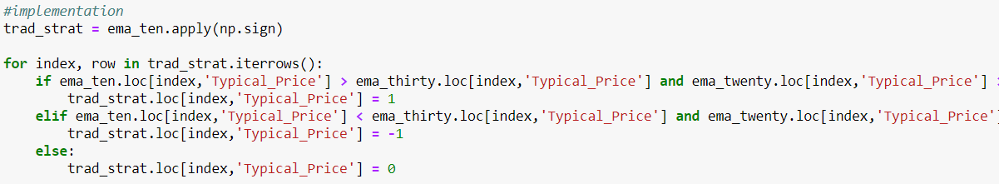 #implementation
trad_strat = ema_ten.apply(np.sign)
for index, row in trad_strat.iterrows():
    if ema_ten.loc[index,'Typical_Price'] > ema_thirty.loc[index,'Typical_Price'] and ema_twenty.loc[index,'Typical_Price'] >
        trad_strat.loc[index,'Typical_Price'] = 1
    elif ema_ten.loc[index,'Typical_Price'] < ema_thirty.loc[index,'Typical_Price'] and ema_twenty.loc[index,'Typical_Price'
        trad_strat.loc[index,'Typical_Price'] = -1
    else:
        trad_strat.loc[index,'Typical_Price'] = 0